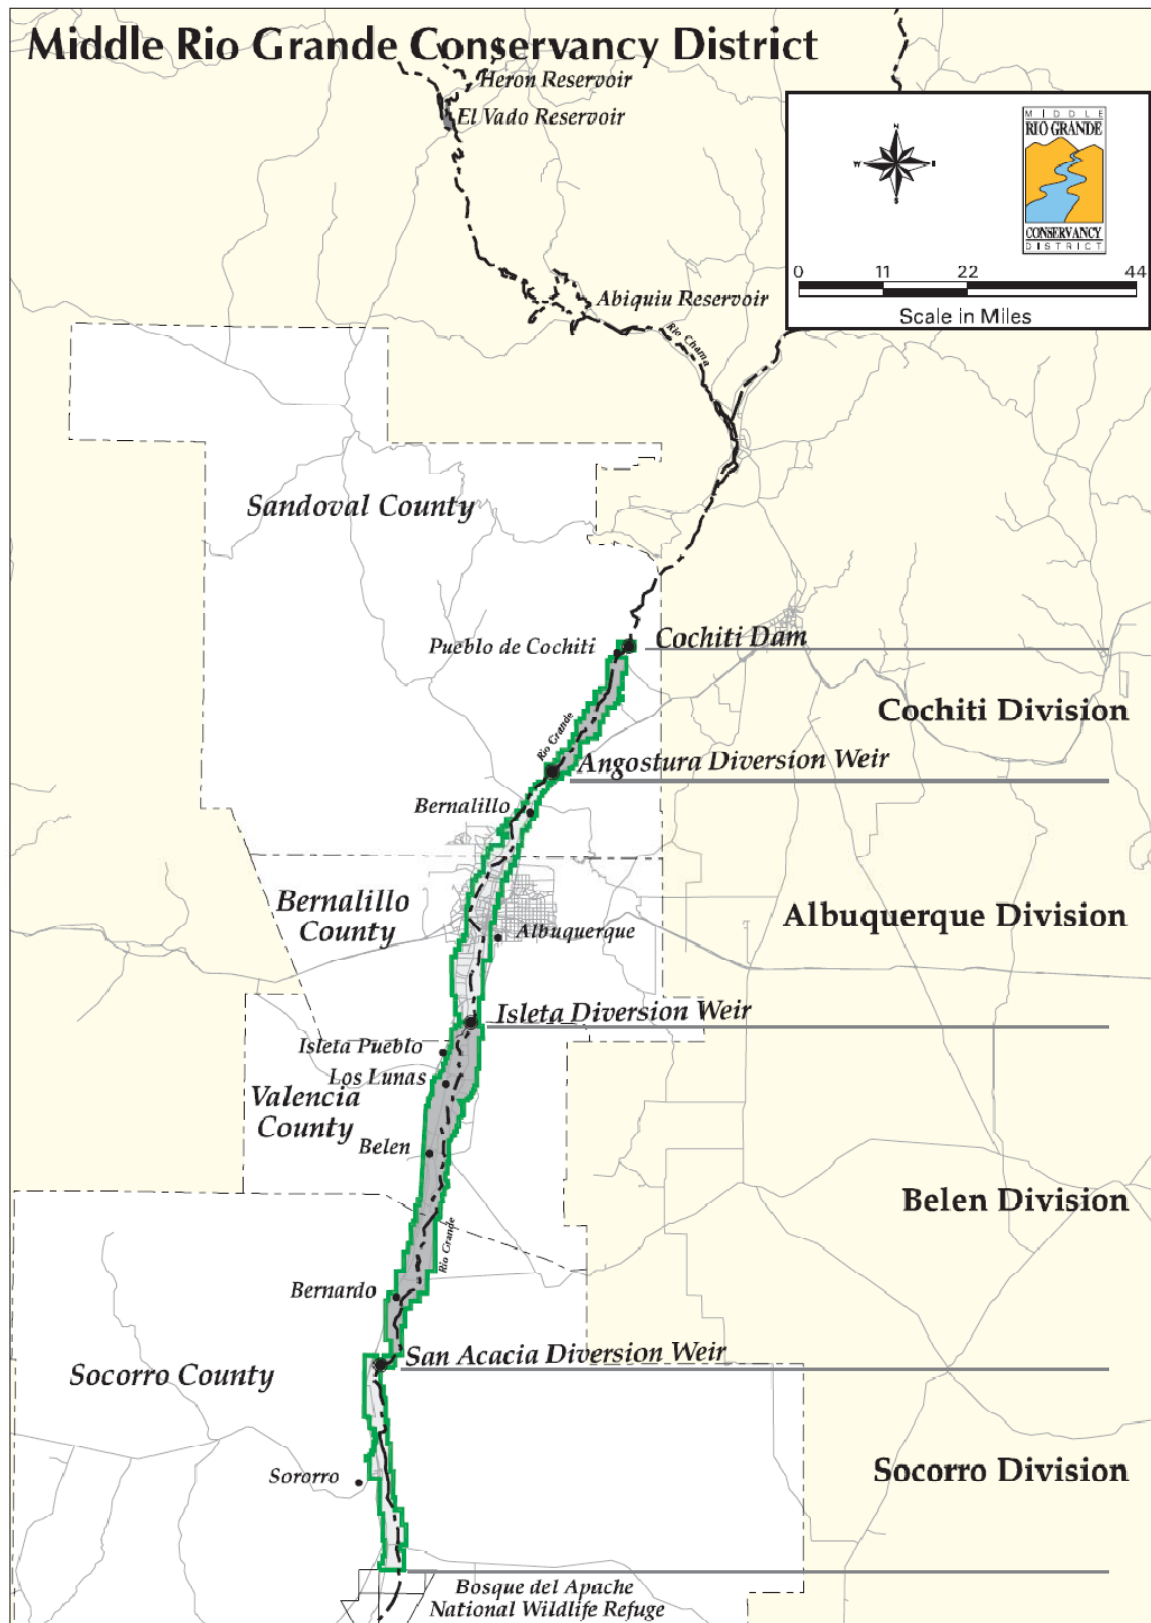 Middle Rio Grande Conservancy District
Heron Reservoir
El Vado Reservoir
N
W
E
S
MIDDLE
RIO GRANDE
CONSERVANCY
DISTRICT
0 11 22 44
Scale in Miles
Abiquiu Reservoir
Rio Chama
Sandoval County
Pueblo de Cochiti
Cochiti Dam
Cochiti Division
Rio Grande
Angostura Diversion Weir
Bernalillo
Bernalillo
County
Albuquerque Division
Albuquerque
Isleta Diversion Weir
Isleta Pueblo
Los Lunas
Valencia
County
Belen
Belen Division
Rio Grande
Bernardo
San Acacia Diversion Weir
Socorro County
Sororro
Socorro Division
Bosque del Apache
National Wildlife Refuge